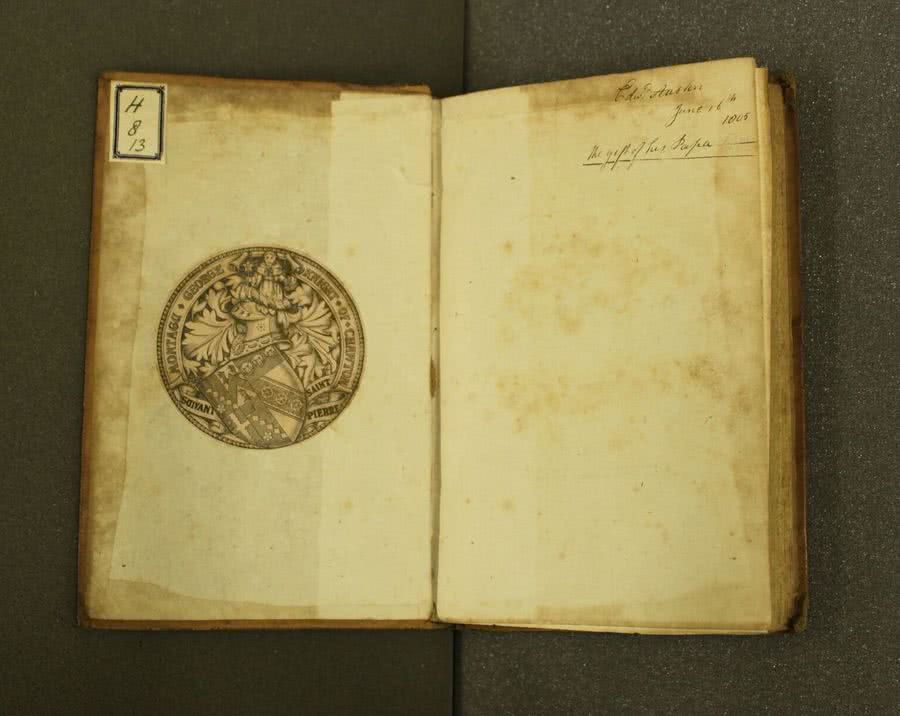 H
8
13
MONTAGU · GEORGE · KNIGHT · OF · CHAWTON
SUIVANT SAINT PIERRE
Edwd. Austen
June 16th
1805
The gift of his Papa